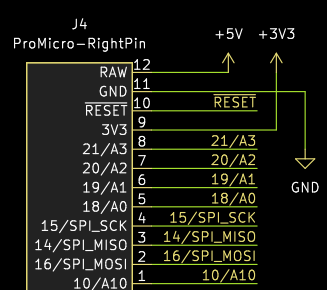 J4
ProMicro-RightPin
+5V +3V3
RAW 12
GND 11
RESET 10 RESET
3V3 9
21/A3 8 21/A3
20/A2 7 20/A2
19/A1 6 19/A1
18/A0 5 18/A0
15/SPI_SCK 4 15/SPI_SCK
14/SPI_MISO 3 14/SPI_MISO
16/SPI_MOSI 2 16/SPI_MOSI
10/A10 1 10/A10
GND